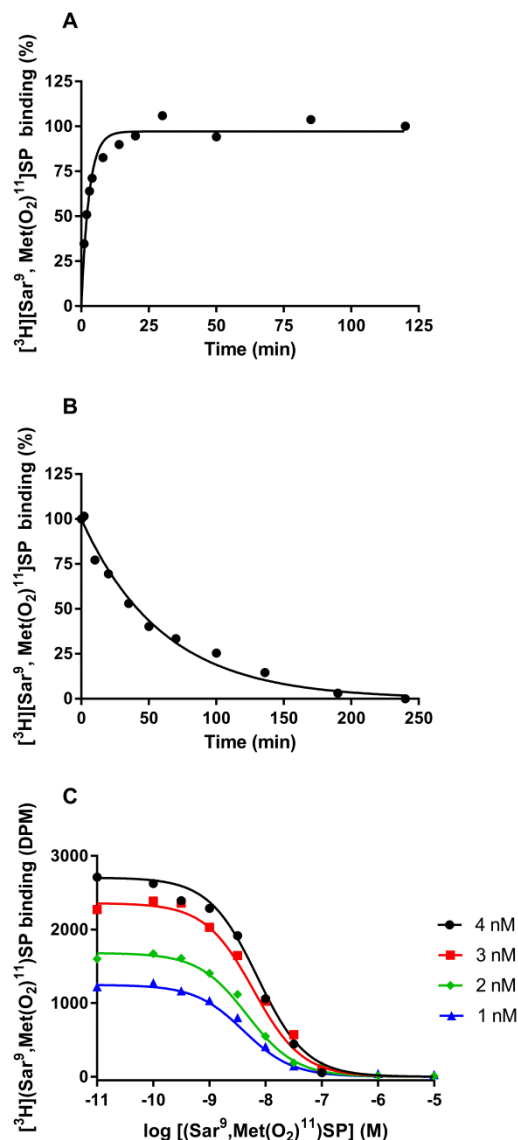 A
[³H][Sar⁹, Met(O₂)¹¹]SP binding (%)
125
100
75
50
25
0
0 25 50 75 100 125
Time (min)
B
[³H][Sar⁹, Met(O₂)¹¹]SP binding (%)
125
100
75
50
25
0
0 50 100 150 200 250
Time (min)
C
[³H](Sar⁹,Met(O₂)¹¹)SP binding (DPM)
3000
2000
1000
0
-11 -10 -9 -8 -7 -6 -5
log [(Sar⁹,Met(O₂)¹¹)SP] (M)
4 nM
3 nM
2 nM
1 nM